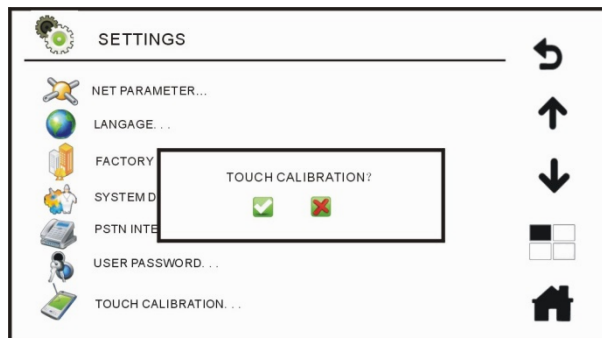 SETTINGS
NET PARAMETER...
LANGAGE. . .
FACTORY
TOUCH CALIBRATION?
SYSTEM D
PSTN INTE
USER PASSWORD. . .
TOUCH CALIBRATION. . .